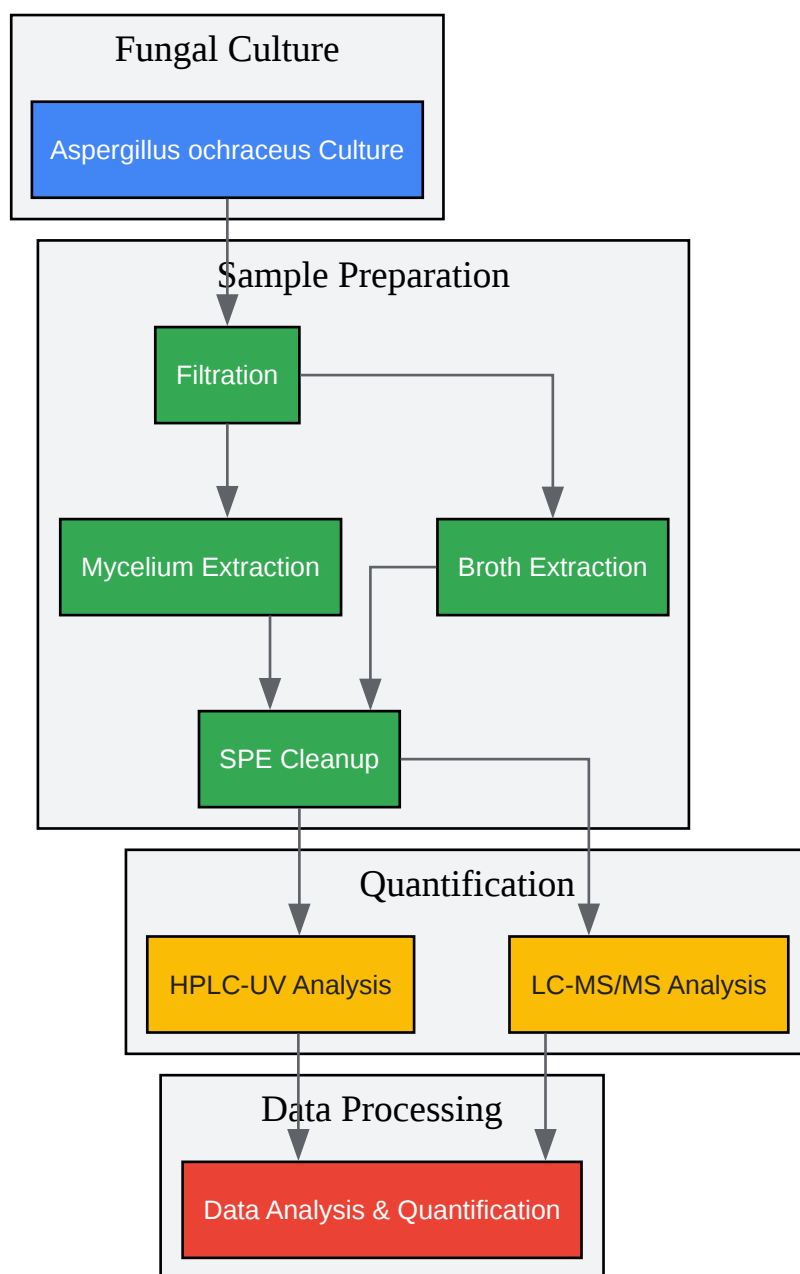 Fungal Culture
Aspergillus ochraceus Culture
Sample Preparation
Filtration
Mycelium Extraction
Broth Extraction
SPE Cleanup
Quantification
HPLC-UV Analysis
LC-MS/MS Analysis
Data Processing
Data Analysis & Quantification